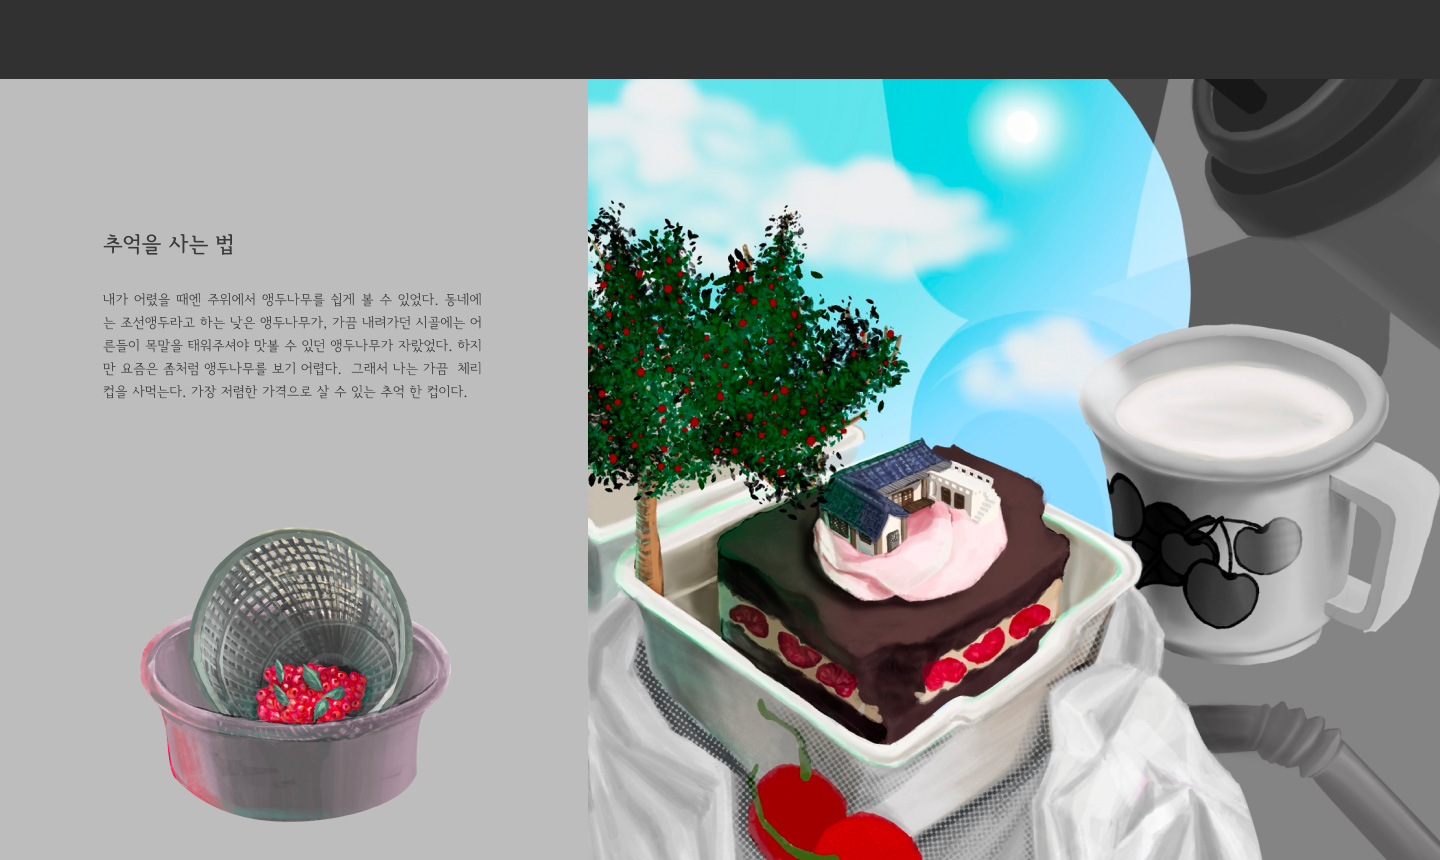 추억을 사는 법
내가 어렸을 때엔 주위에서 앵두나무를 쉽게 볼 수 있었다. 동네에
는 조선앵두라고 하는 낮은 앵두나무가, 가끔 내려가던 시골에는 어
른들이 목말을 태워주셔야 맛볼 수 있던 앵두나무가 자랐었다. 하지
만 요즘은 좀처럼 앵두나무를 보기 어렵다. 그래서 나는 가끔 체리
컵을 사먹는다. 가장 저렴한 가격으로 살 수 있는 추억 한 컵이다.